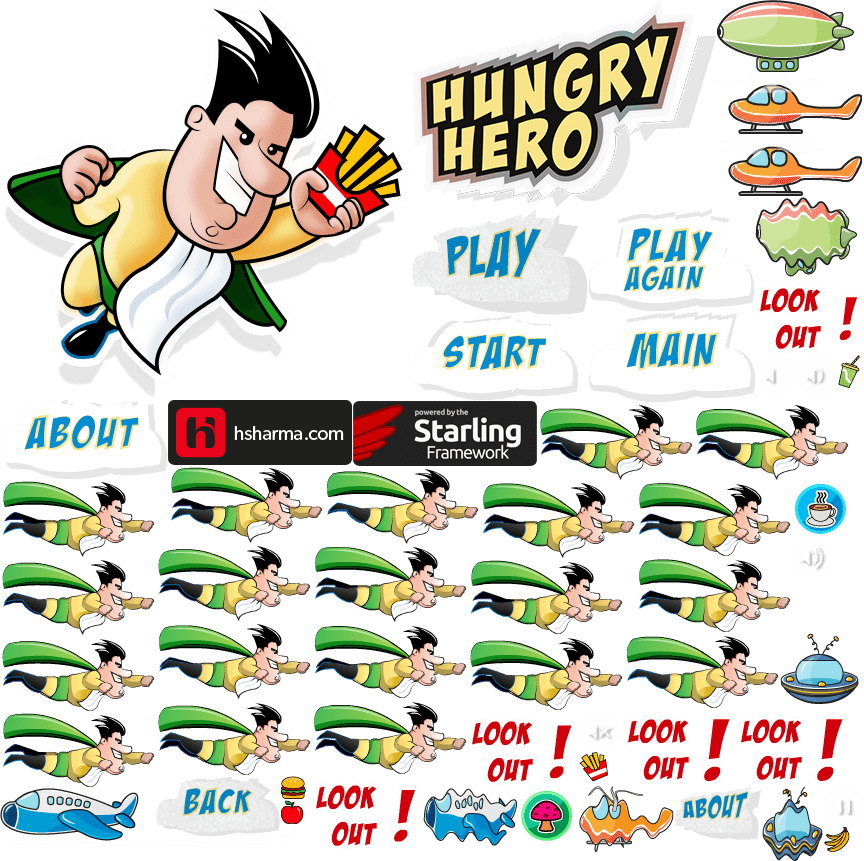 HUNGRY
HERO
PLAY
PLAY
AGAIN
LOOK
OUT !
START
MAIN
ABOUT
h hsharma.com
powered by the
Starling
Framework
LOOK
OUT !
LOOK
OUT !
LOOK
OUT !
BACK
LOOK
OUT !
ABOUT